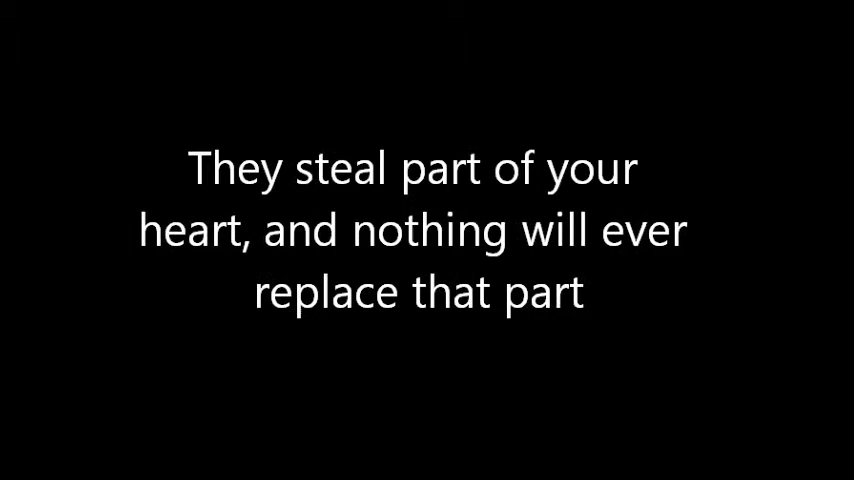 They steal part of your
heart, and nothing will ever
replace that part